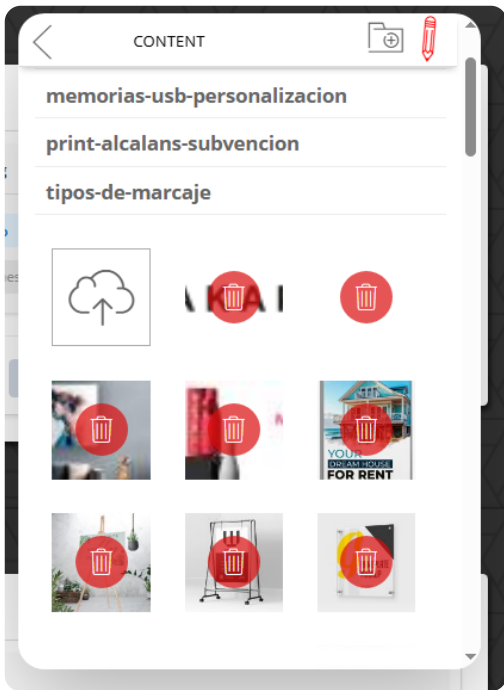 CONTENT
memorias-usb-personalizacion
print-alcalans-subvencion
tipos-de-marcaje
A K A
YOUR
DREAM HOUSE
FOR RENT